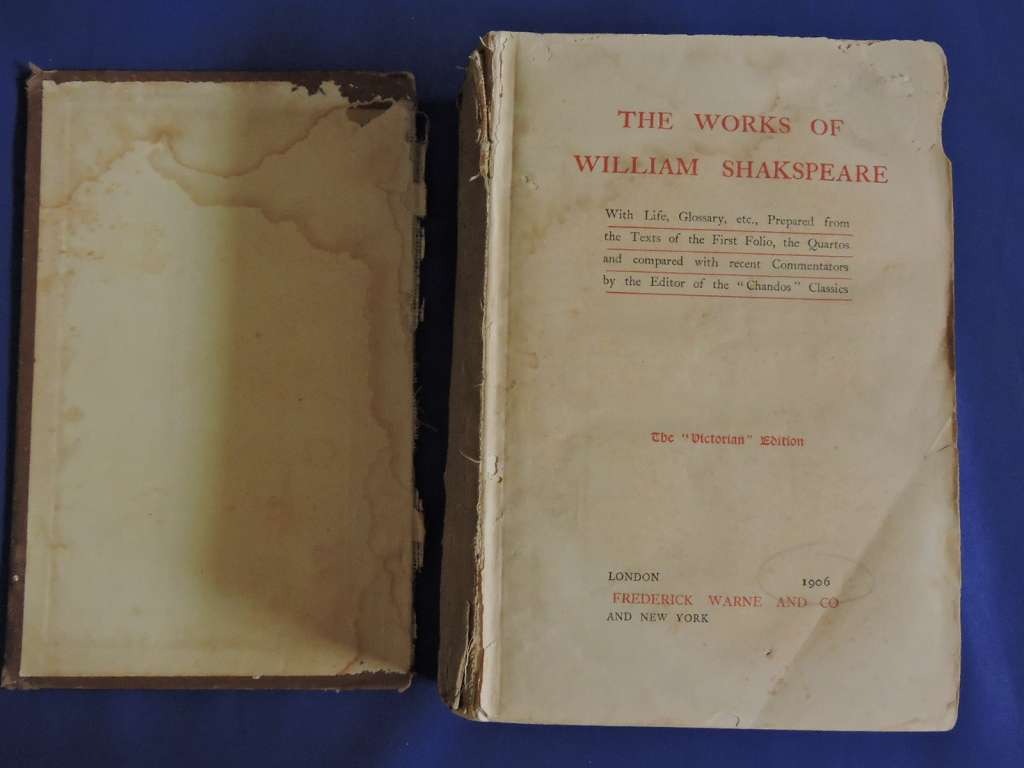 THE WORKS OF
WILLIAM SHAKSPEARE
With Life, Glossary, etc., Prepared from
the Texts of the First Folio, the Quartos
and compared with recent Commentators
by the Editor of the "Chandos" Classics
The "Victorian" Edition
LONDON 1906
FREDERICK WARNE AND CO
AND NEW YORK